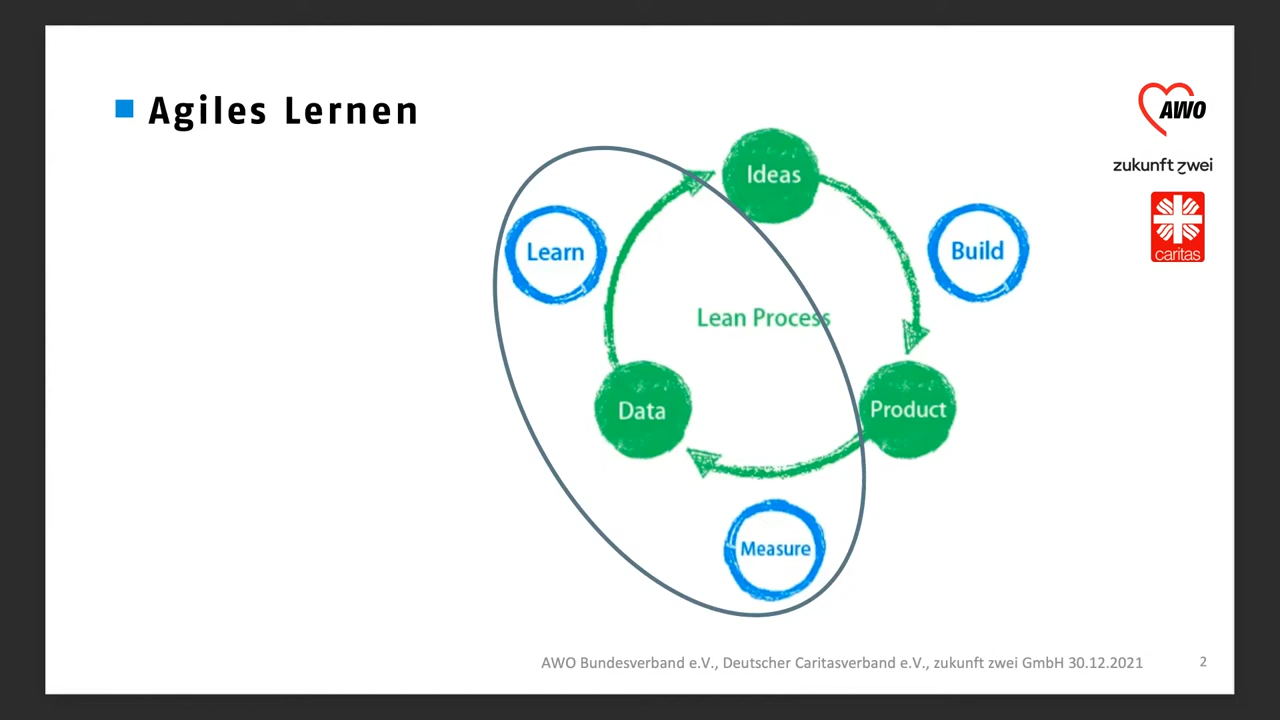 Agiles Lernen
AWO
zukunft zwei
caritas
Ideas
Learn
Build
Lean Process
Data
Product
Measure
AWO Bundesverband e.V., Deutscher Caritasverband e.V., zukunft zwei GmbH 30.12.2021
2